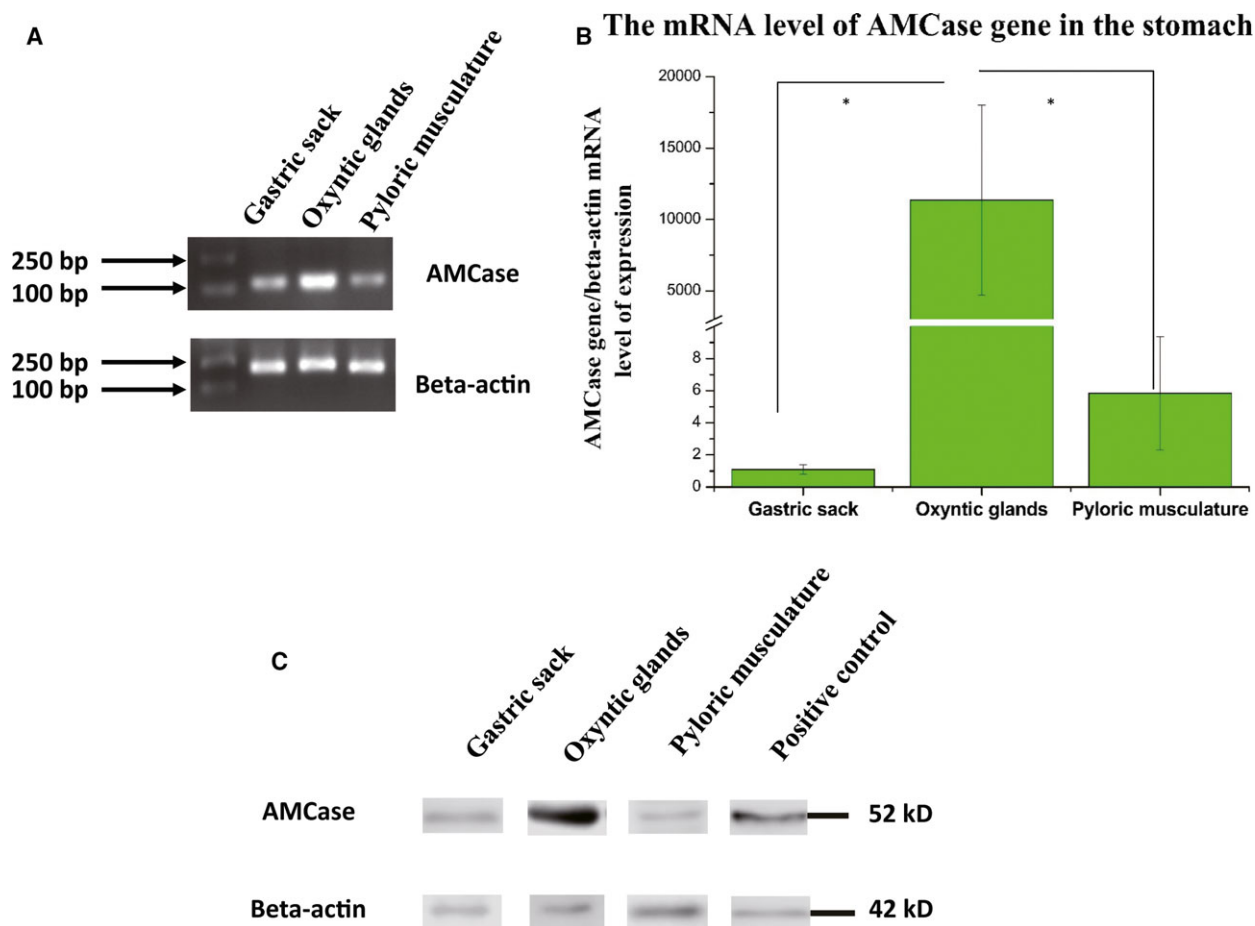 A
Gastric sack
Oxyntic glands
Pyloric musculature
250 bp
100 bp
AMCase
250 bp
100 bp
Beta-actin
B
The mRNA level of AMCase gene in the stomach
AMCase gene/beta-actin mRNA
level of expression
20000
17500
15000
12500
10000
5000
8
6
4
2
0
*
*
Gastric sack
Oxyntic glands
Pyloric musculature
C
Gastric sack
Oxyntic glands
Pyloric musculature
Positive control
AMCase
52 kD
Beta-actin
42 kD